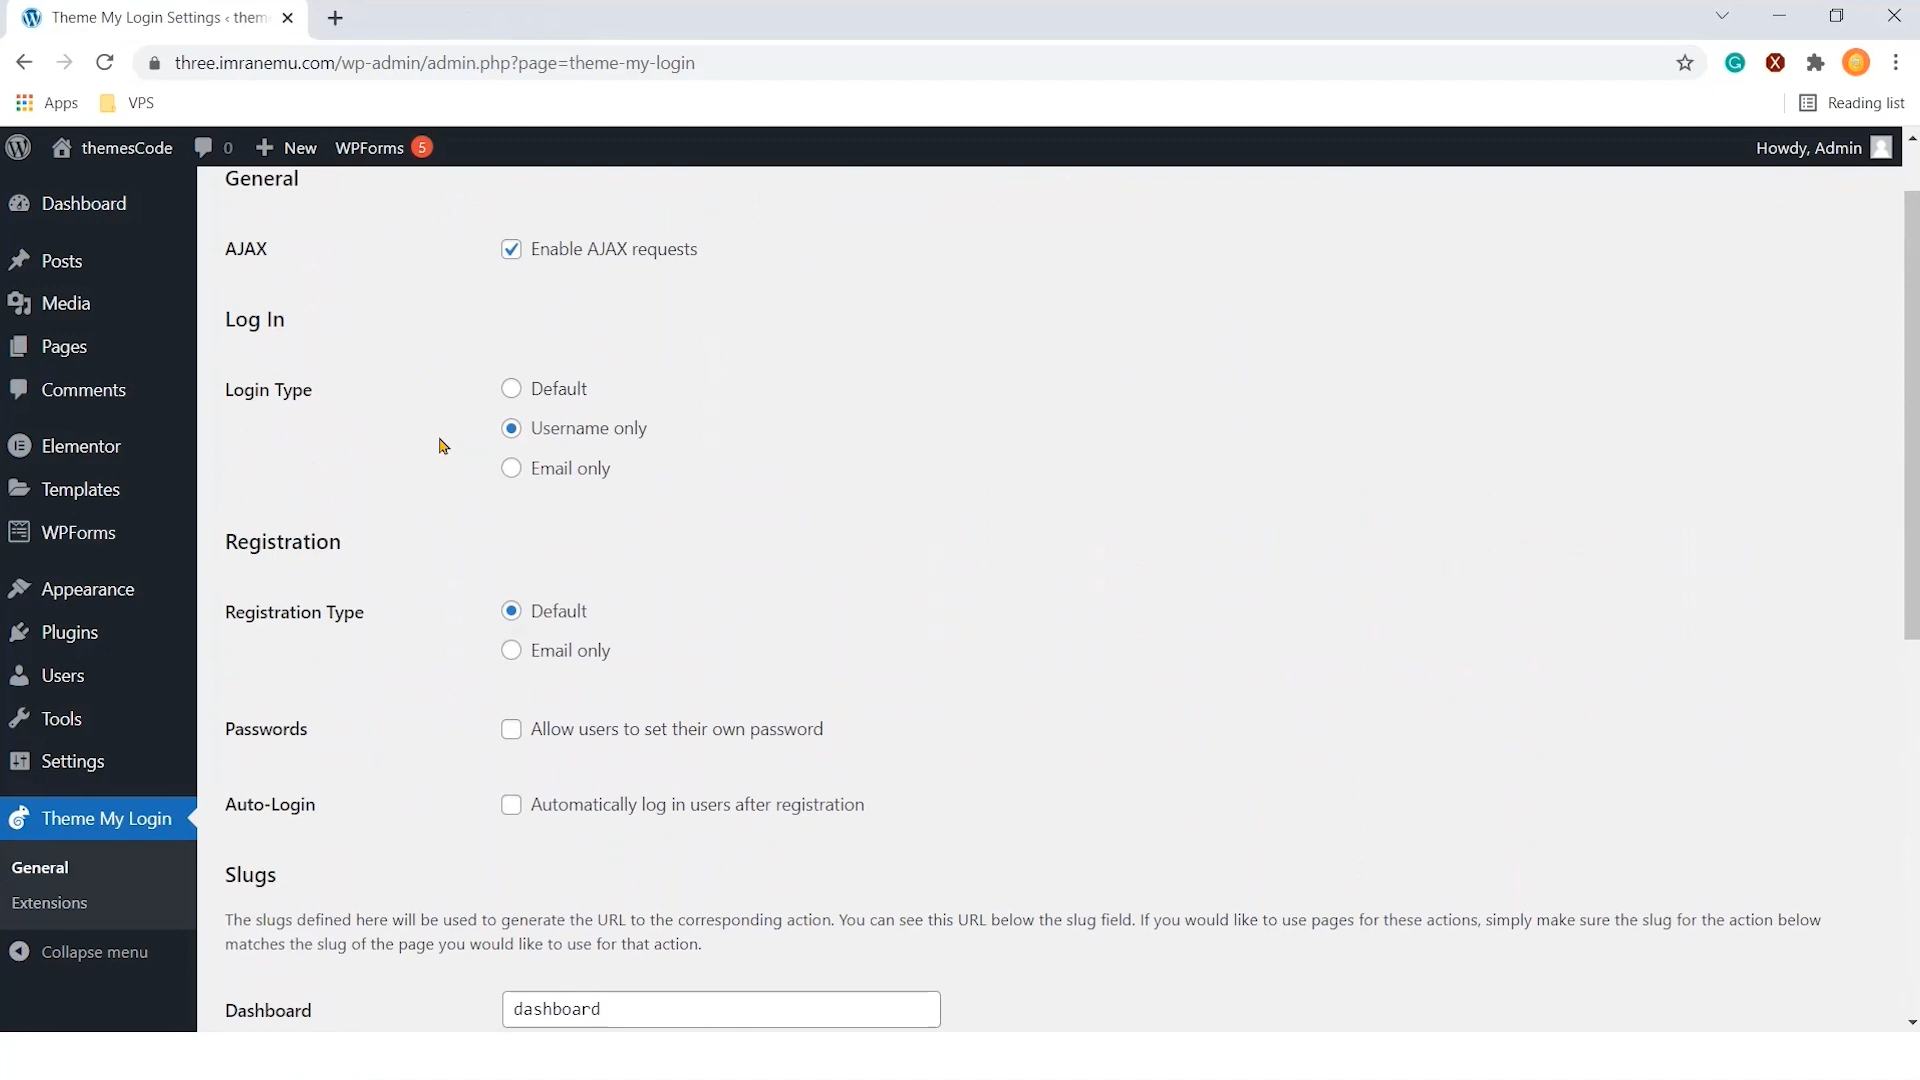 Theme My Login Settings ‹ them
three.imranemu.com/wp-admin/admin.php?page=theme-my-login
Apps
VPS
Reading list
themesCode
0
New
WPForms 5
Howdy, Admin
Dashboard
Posts
Media
Pages
Comments
Elementor
Templates
WPForms
Appearance
Plugins
Users
Tools
Settings
Theme My Login
General
Extensions
Collapse menu
General
AJAX
Enable AJAX requests
Log In
Login Type
Default
Username only
Email only
Registration
Registration Type
Default
Email only
Passwords
Allow users to set their own password
Auto-Login
Automatically log in users after registration
Slugs
The slugs defined here will be used to generate the URL to the corresponding action. You can see this URL below the slug field. If you would like to use pages for these actions, simply make sure the slug for the action below
matches the slug of the page you would like to use for that action.
Dashboard
dashboard